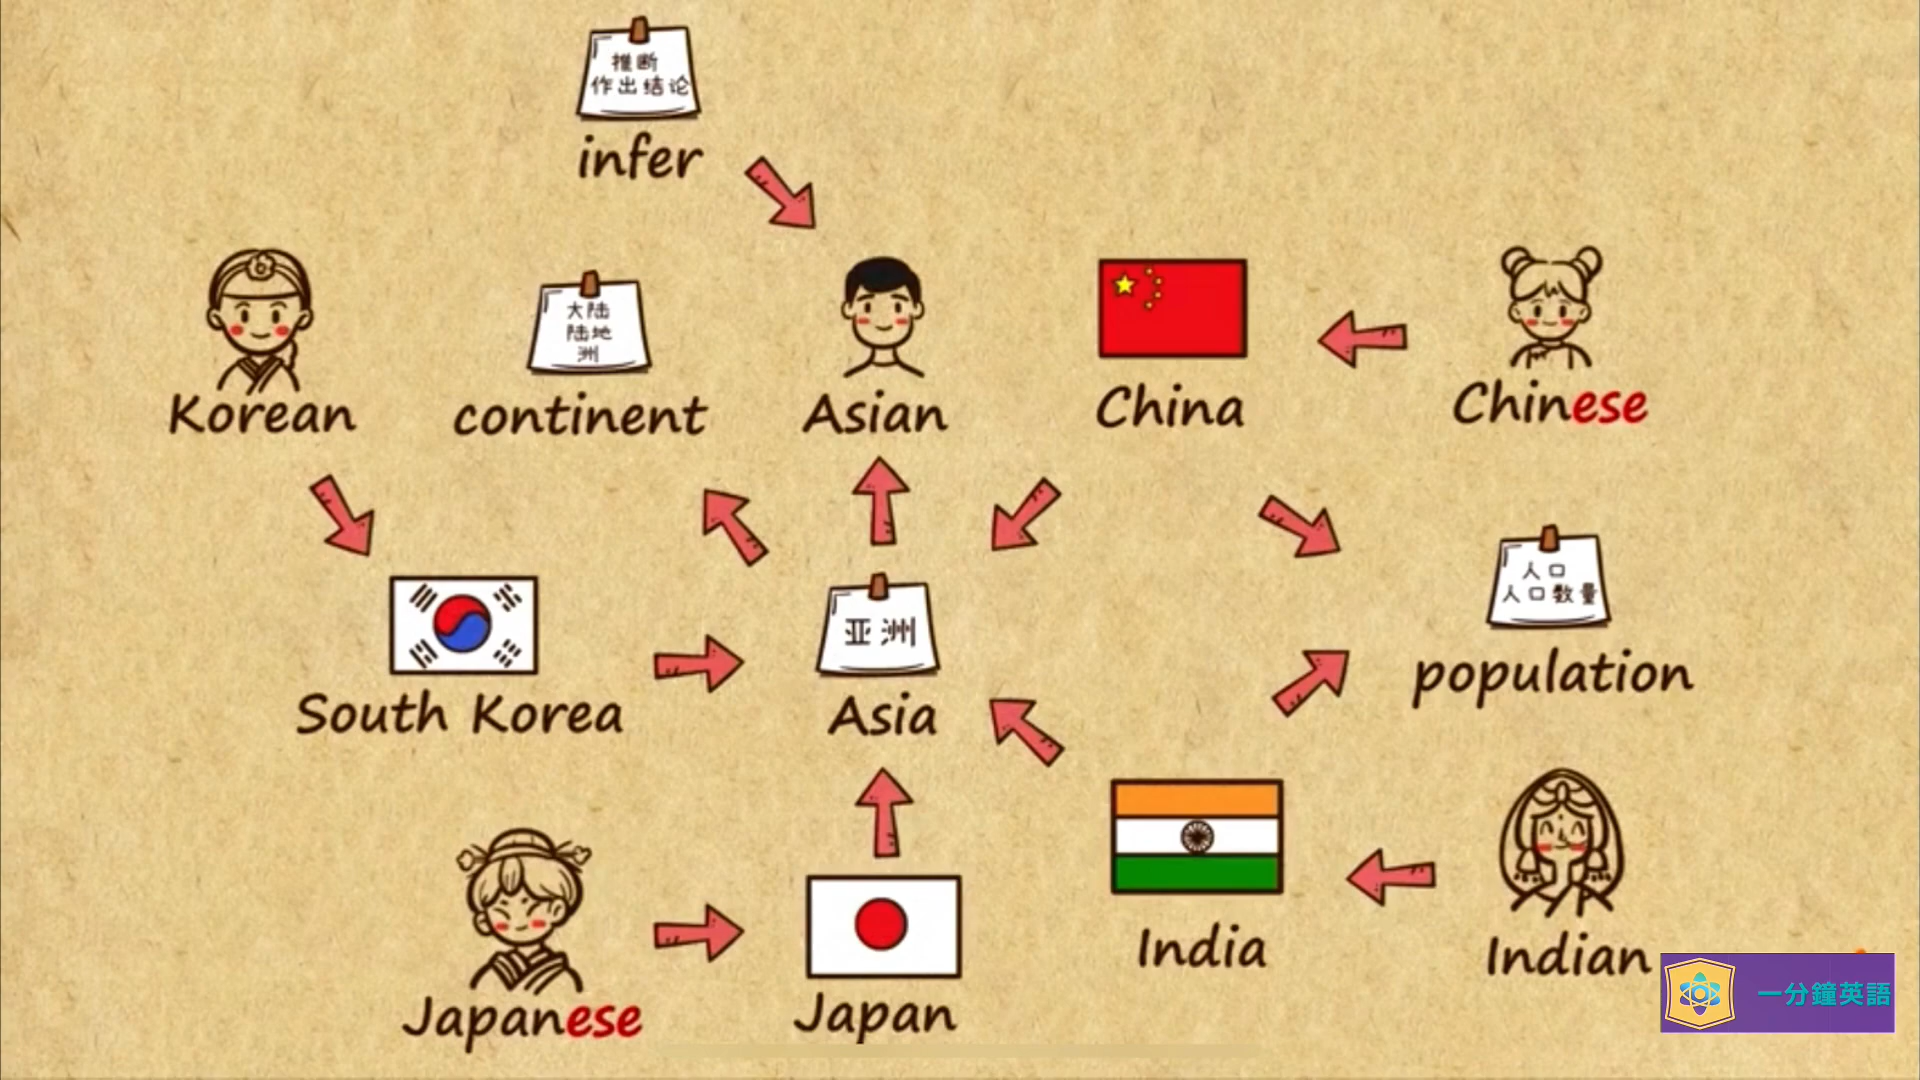 推断
作出结论
infer
Korean
大陆
陆地
洲
continent
Asian
China
Chinese
South Korea
亚洲
Asia
人口
人口数量
population
Japanese
Japan
India
Indian
一分鐘英語